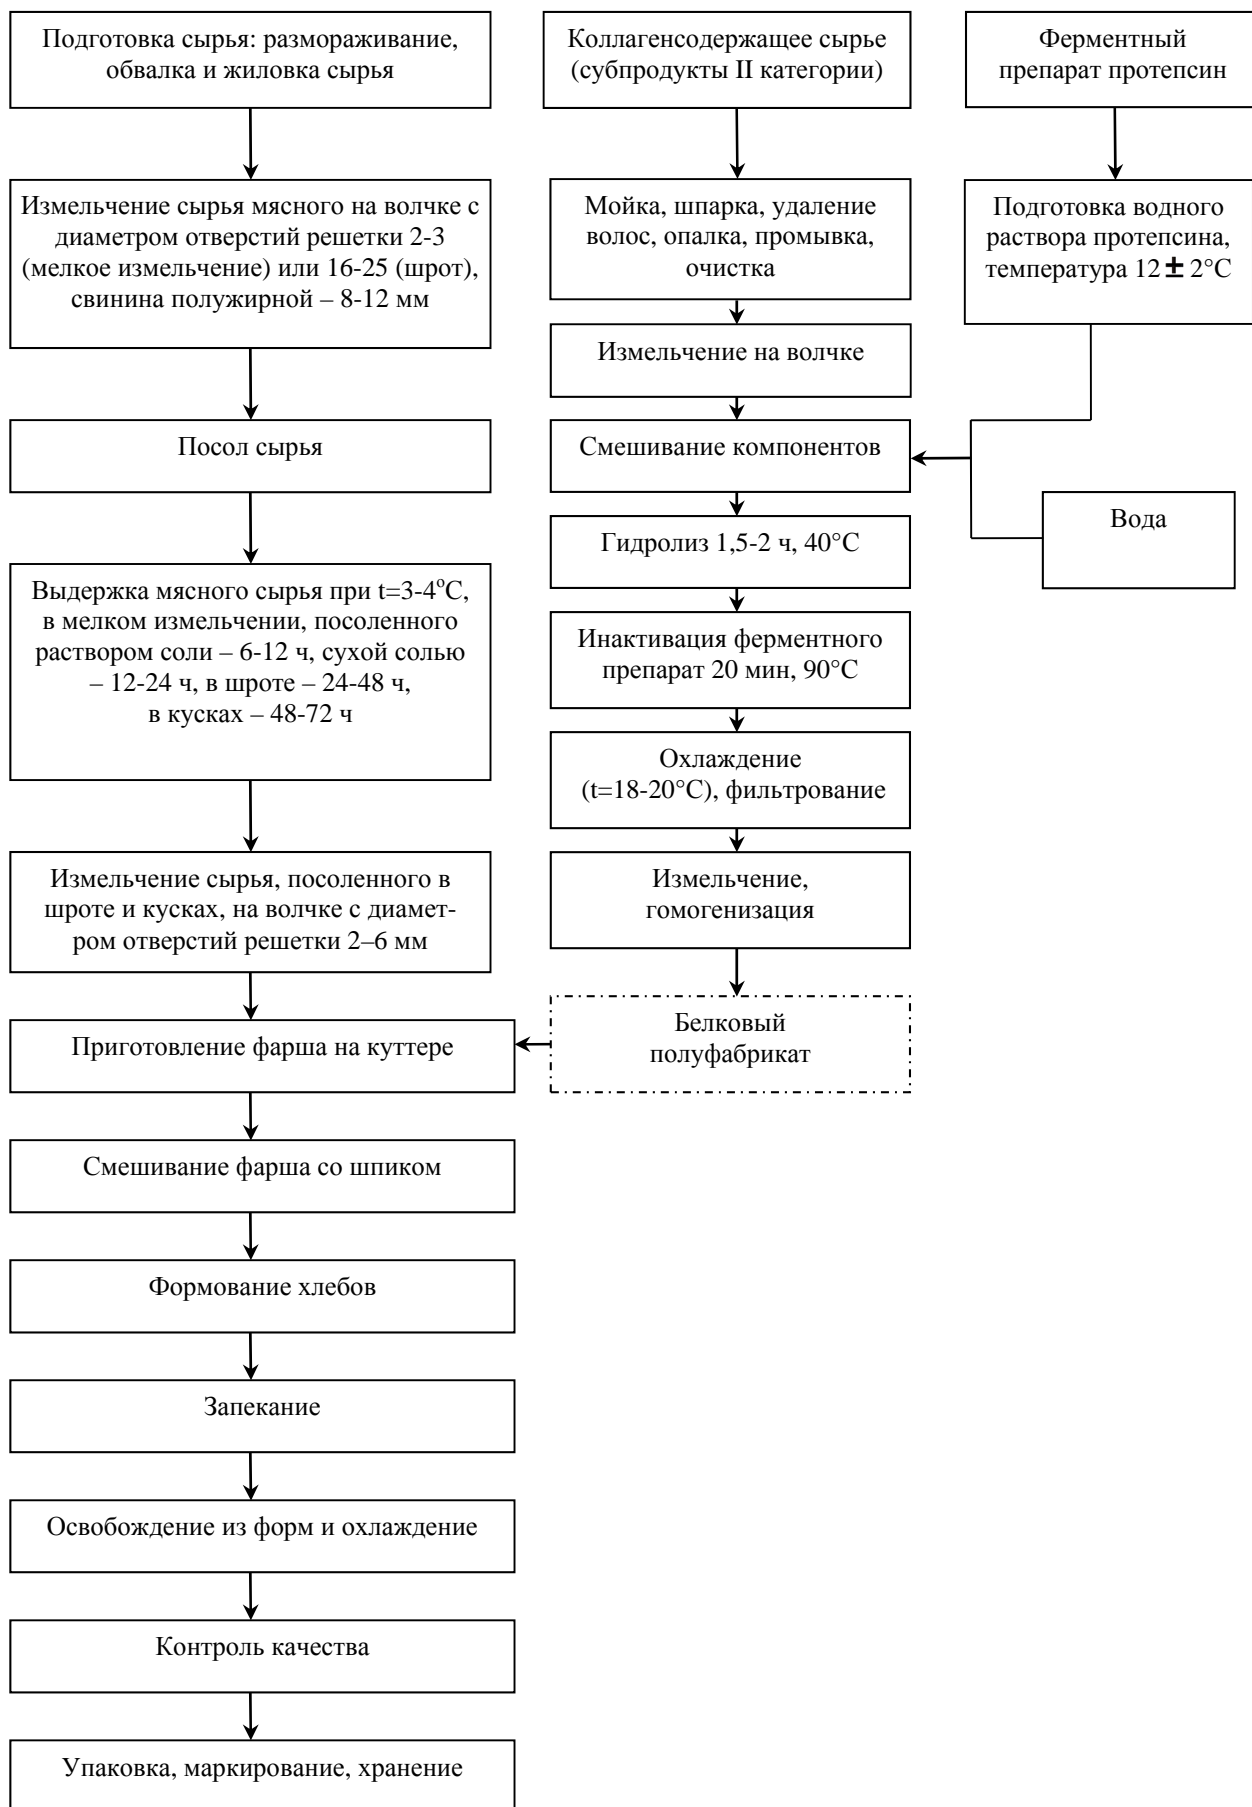 Подготовка сырья: размораживание,
обвалка и жиловка сырья
Измельчение сырья мясного на волчке с
диаметром отверстий решетки 2-3
(мелкое измельчение) или 16-25 (шрот),
свинина полужирной – 8-12 мм
Посол сырья
Выдержка мясного сырья при t=3-4°C,
в мелком измельчении, посоленного
раствором соли – 6-12 ч, сухой солью
– 12-24 ч, в шроте – 24-48 ч,
в кусках – 48-72 ч
Измельчение сырья, посоленного в
шроте и кусках, на волчке с диамет-
ром отверстий решетки 2–6 мм
Приготовление фарша на куттере
Смешивание фарша со шпиком
Формование хлебов
Запекание
Освобождение из форм и охлаждение
Контроль качества
Упаковка, маркирование, хранение
Коллагенсодержащее сырье
(субпродукты II категории)
Мойка, шпарка, удаление
волос, опалка, промывка,
очистка
Измельчение на волчке
Смешивание компонентов
Гидролиз 1,5-2 ч, 40°C
Инактивация ферментного
препарат 20 мин, 90°C
Охлаждение
(t=18-20°C), фильтрование
Измельчение,
гомогенизация
Белковый
полуфабрикат
Ферментный
препарат протепсин
Подготовка водного
раствора протепсина,
температура 12 ± 2°C
Вода